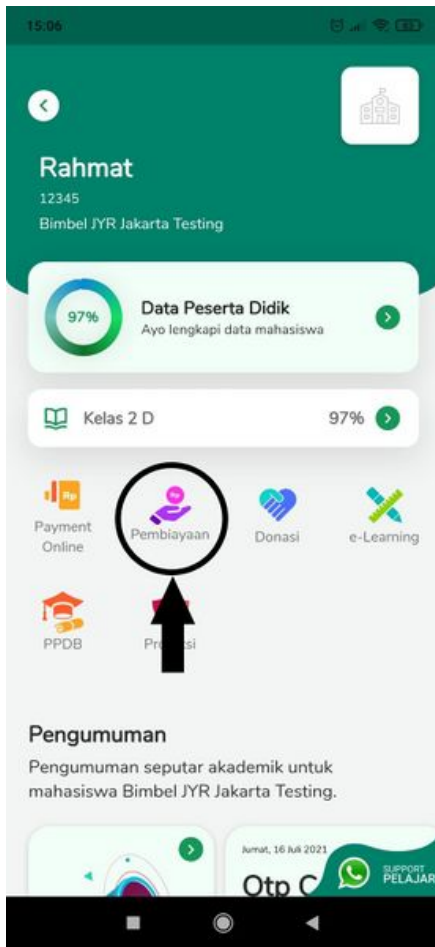 15:06
Rahmat
12345
Bimbel JYR Jakarta Testing
97%
Data Peserta Didik
Ayo lengkapi data mahasiswa
Kelas 2 D
97%
Rp
Rp
Payment
Online
Pembiayaan
Donasi
e-Learning
PPDB
Pengumuman
Pengumuman seputar akademik untuk
mahasiswa Bimbel JYR Jakarta Testing.
Jumat, 16 Juli 2021
Otp
SUPPORT
PELAJAR